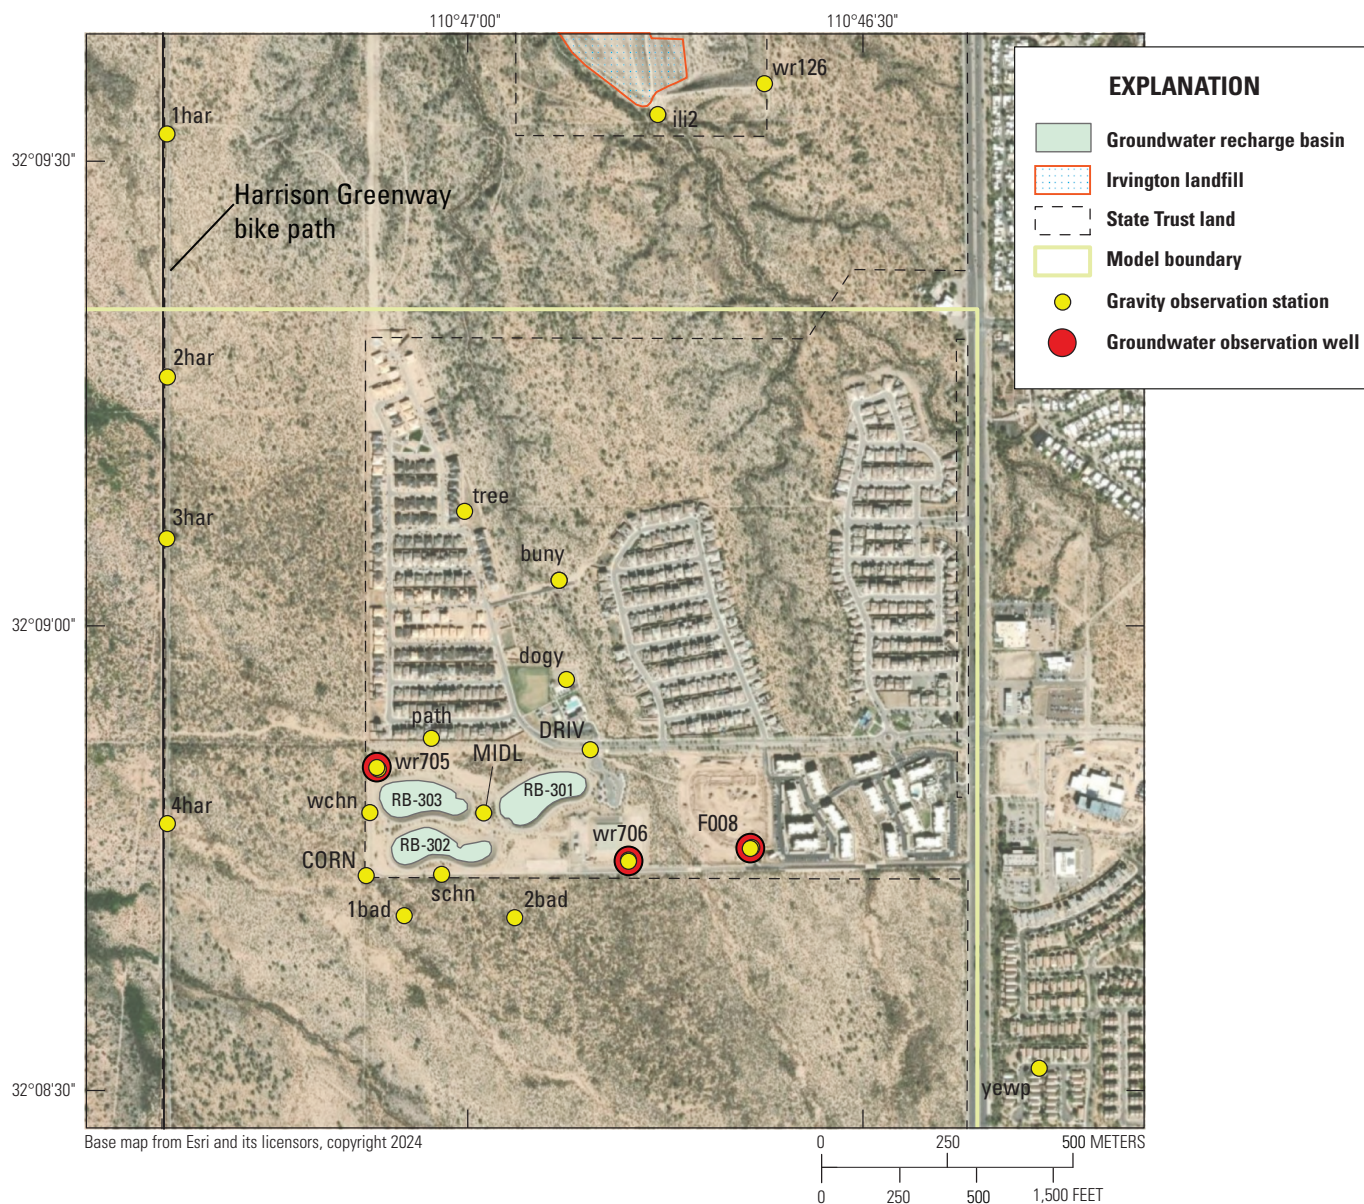 110°47'00"
110°46'30"
EXPLANATION
Groundwater recharge basin
Irvington landfill
State Trust land
Model boundary
Gravity observation station
Groundwater observation well
wr126
ili2
1har
32°09'30"
Harrison Greenway
bike path
2har
tree
3har
buny
32°09'00"
dogy
path
DRIV
MIDL
wr705
RB-301
RB-303
wchn
4har
F008
wr706
RB-302
CORN
schn
1bad
2bad
yewp
32°08'30"
Base map from Esri and its licensors, copyright 2024
0 250 500 METERS
0 250 500 1,500 FEET